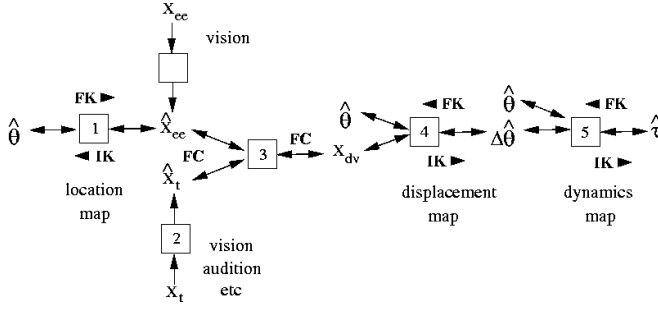 x_ee
vision
FK ►
◄ FK
◄ FK
θ̂
1
x̂_ee
FC
3
FC
x_dv
θ̂
4
Δθ̂
θ̂
5
τ̂
◄ IK
IK ►
IK ►
location
map
x̂_t
displacement
map
dynamics
map
2
vision
audition
etc
x_t